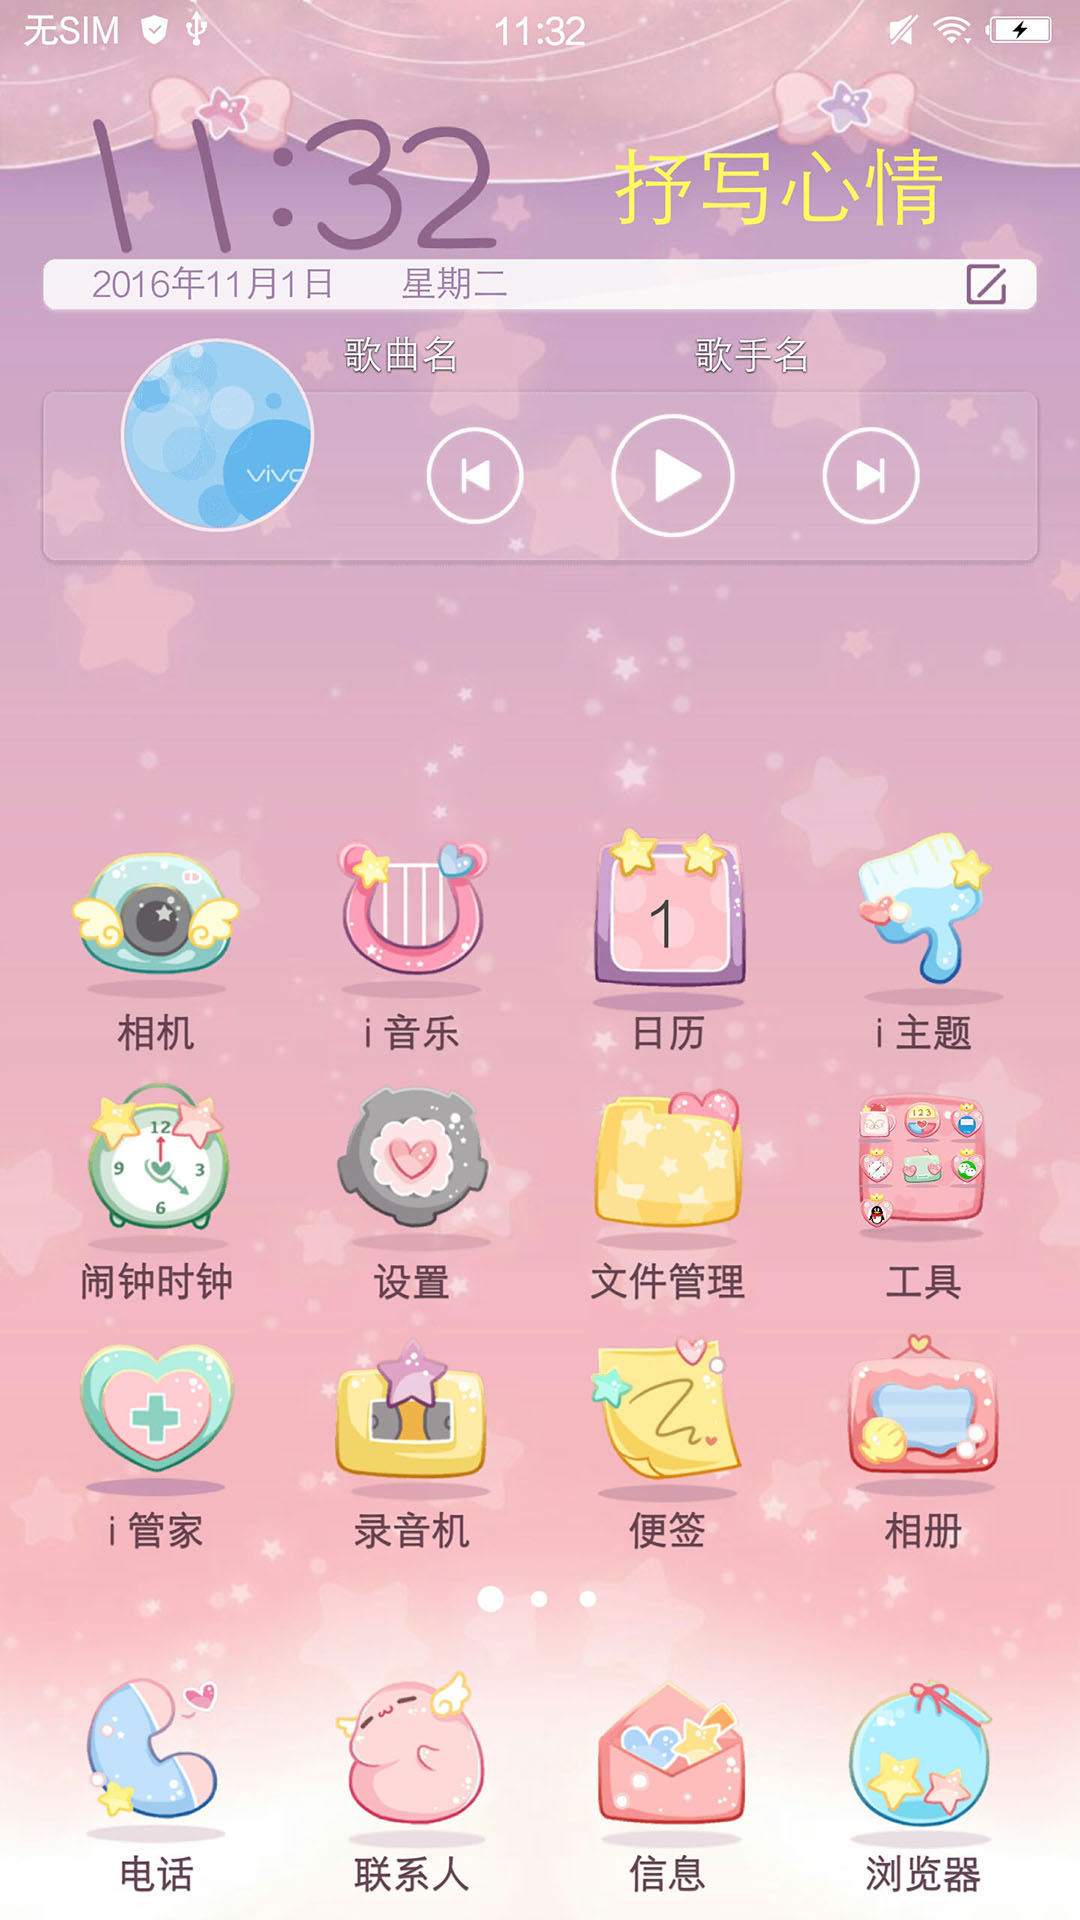 无SIM 11:32
11:32 抒写心情
2016年11月1日 星期二
歌曲名 歌手名
vivo
1
相机 i 音乐 日历 i 主题
12
9 3
6
123
闹钟时钟 设置 文件管理 工具
i 管家 录音机 便签 相册
电话 联系人 信息 浏览器